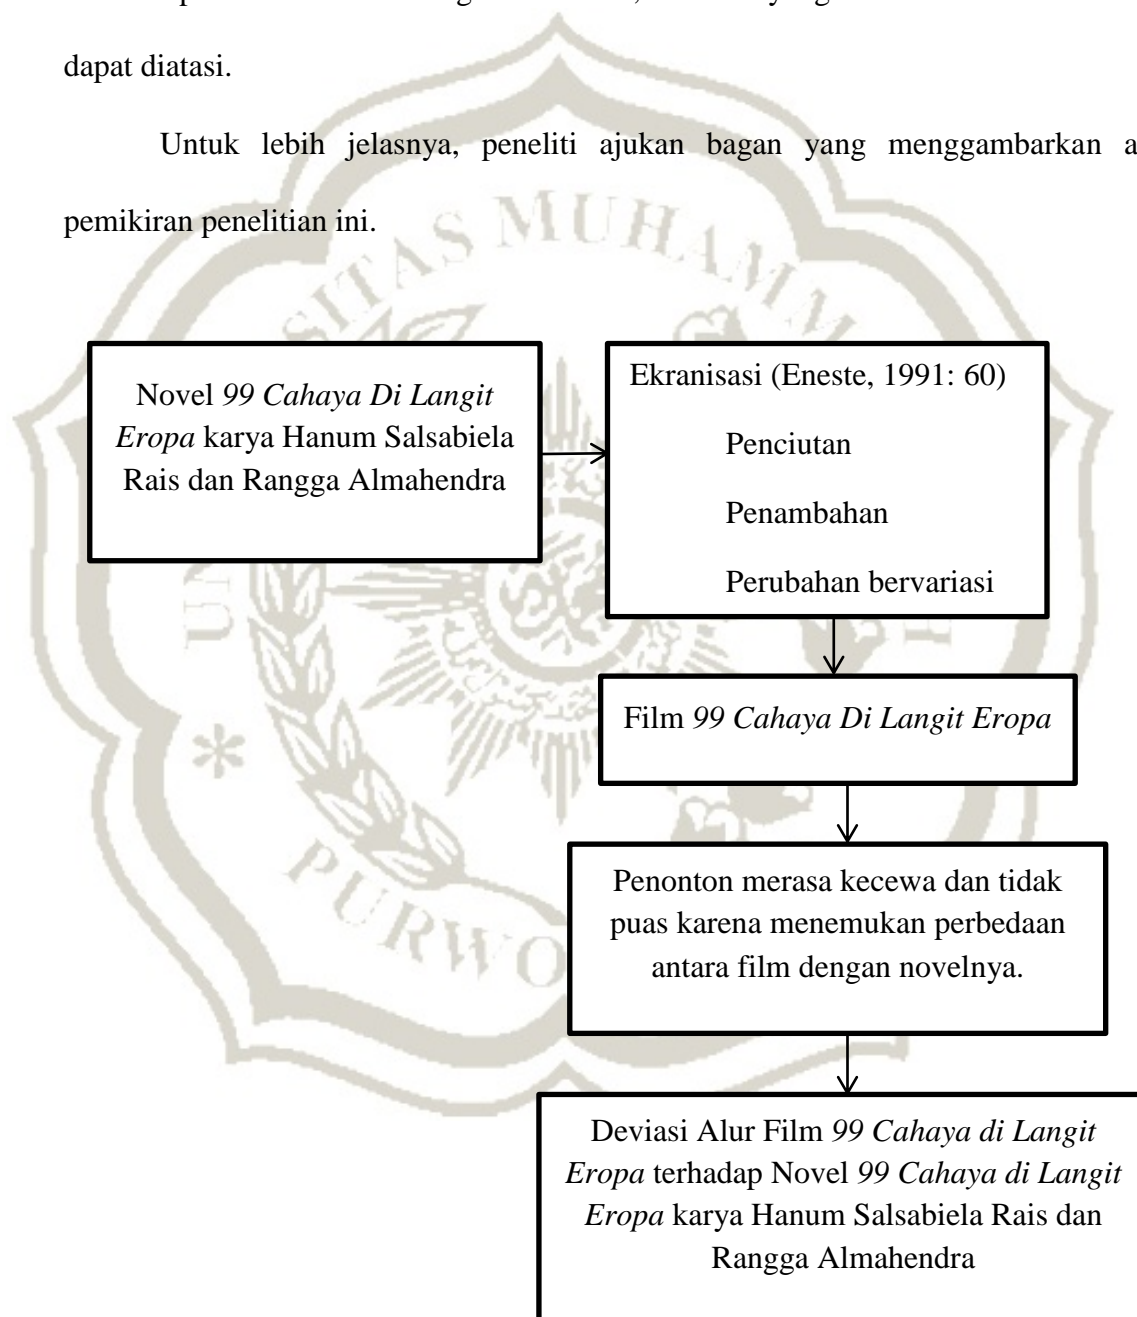 dapat diatasi.
Untuk lebih jelasnya, peneliti ajukan bagan yang menggambarkan
pemikiran penelitian ini.
Novel 99 Cahaya Di Langit
Eropa karya Hanum Salsabiela
Rais dan Rangga Almahendra
Ekranisasi (Eneste, 1991: 60)
Penciutan
Penambahan
Perubahan bervariasi
Film 99 Cahaya Di Langit Eropa
Penonton merasa kecewa dan tidak
puas karena menemukan perbedaan
antara film dengan novelnya.
Deviasi Alur Film 99 Cahaya di Langit
Eropa terhadap Novel 99 Cahaya di Langit
Eropa karya Hanum Salsabiela Rais dan
Rangga Almahendra